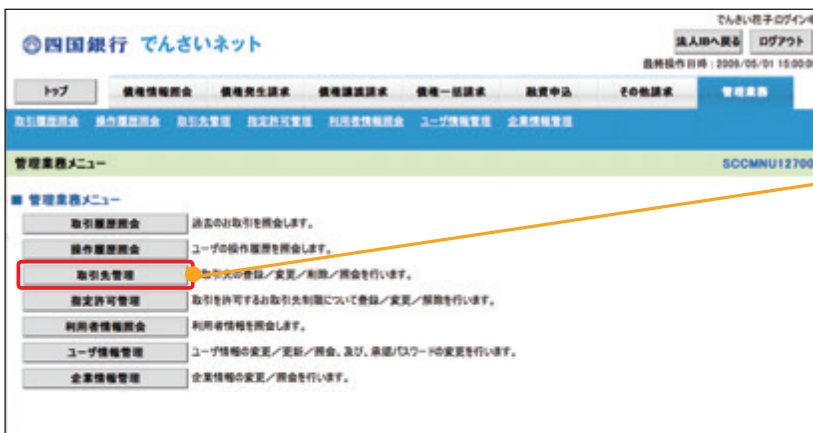 でんさい花子ログイン中
四国銀行 でんさいネット
法人IBへ戻る ログアウト
最終操作日時：2009/05/01 15:00:00
トップ 債権情報照会 債権発生請求 債権譲渡請求 債権一括請求 融資申込 その他請求 管理業務
取引履歴照会 操作履歴照会 取引先管理 指定許可管理 利用者情報照会 ユーザ情報管理 企業情報管理
管理業務メニュー SCCMNU12700
■ 管理業務メニュー
取引履歴照会 過去のお取引を照会します。
操作履歴照会 ユーザの操作履歴を照会します。
取引先管理 取引先の登録／変更／削除／照会を行います。
指定許可管理 取引を許可するお取引先制限について登録／変更／解除を行います。
利用者情報照会 利用者情報を照会します。
ユーザ情報管理 ユーザ情報の変更／更新／照会、及び、承認パスワードの変更を行います。
企業情報管理 企業情報の変更／照会を行います。